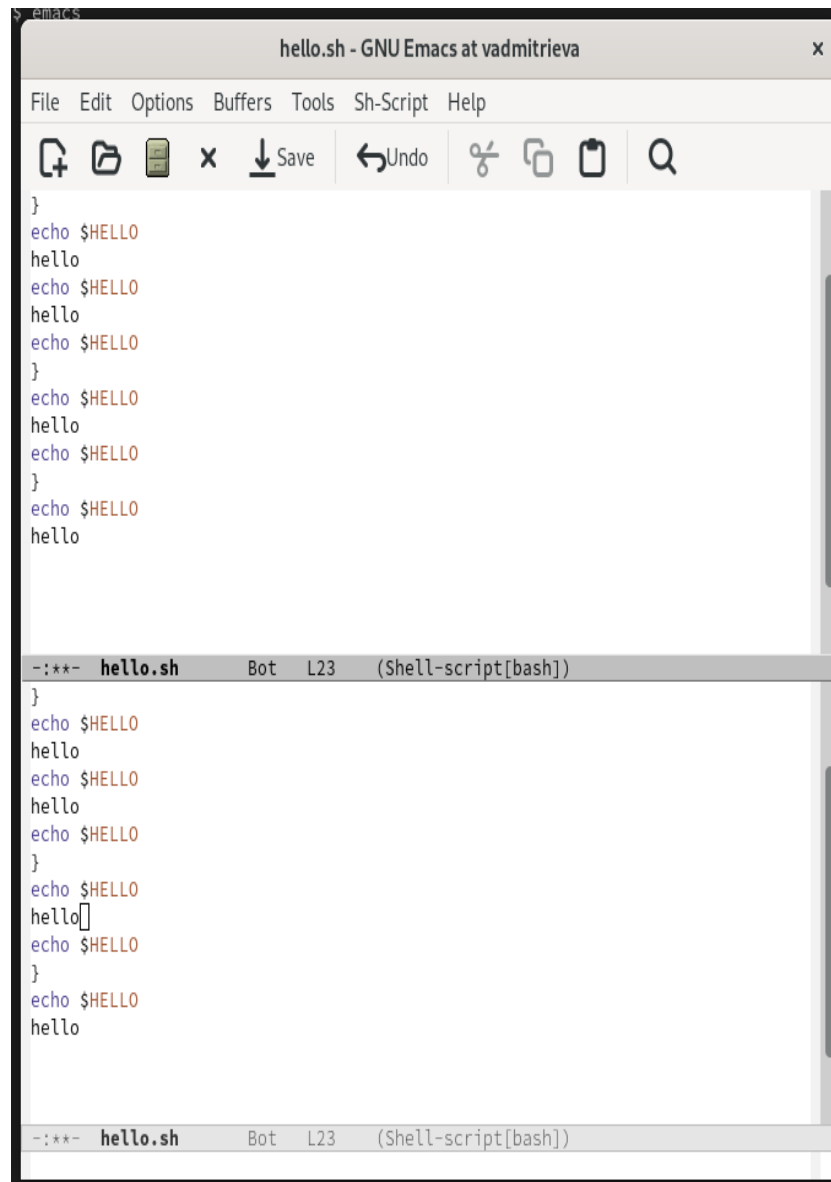 $ emacs
hello.sh - GNU Emacs at vadmitrieva
File Edit Options Buffers Tools Sh-Script Help
Save Undo
}
echo $HELLO
hello
echo $HELLO
hello
echo $HELLO
}
echo $HELLO
hello
echo $HELLO
}
echo $HELLO
hello
-:**- hello.sh Bot L23 (Shell-script[bash])
}
echo $HELLO
hello
echo $HELLO
hello
echo $HELLO
}
echo $HELLO
hello
echo $HELLO
}
echo $HELLO
hello
-:**- hello.sh Bot L23 (Shell-script[bash])